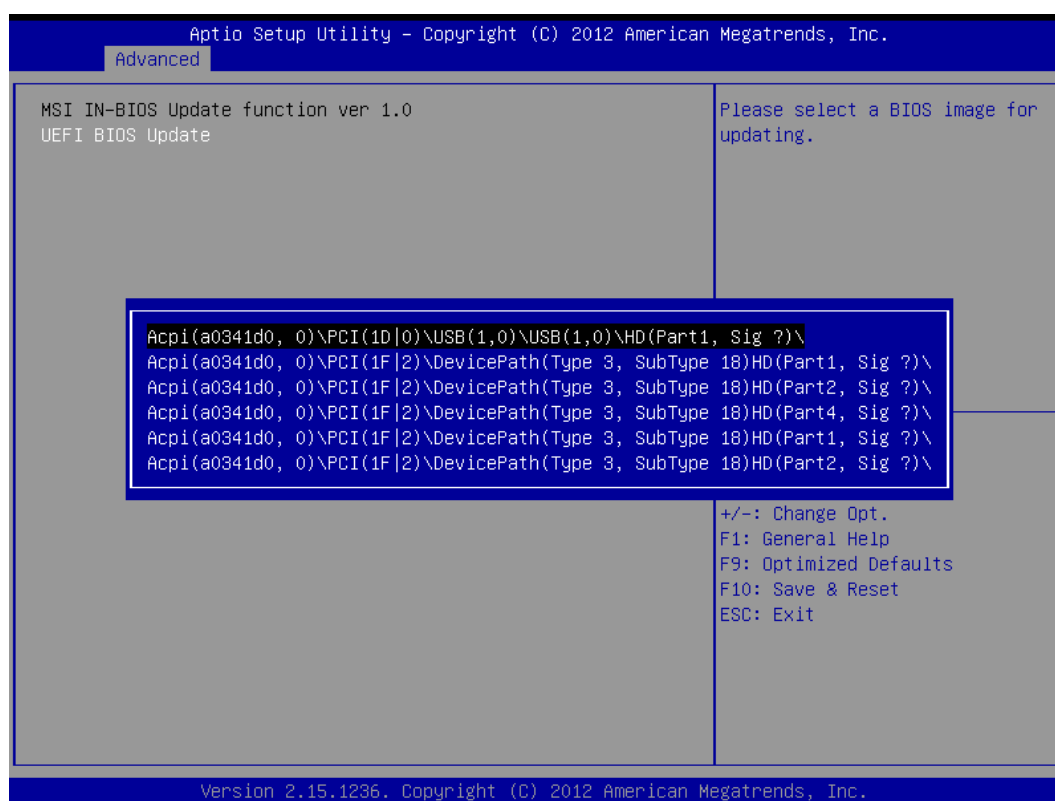 Aptio Setup Utility – Copyright (C) 2012 American Megatrends, Inc.
Advanced
MSI IN-BIOS Update function ver 1.0
UEFI BIOS Update
Please select a BIOS image for
updating.
Acpi(a0341d0, 0)\PCI(1D|0)\USB(1,0)\USB(1,0)\HD(Part1, Sig ?)\
Acpi(a0341d0, 0)\PCI(1F|2)\DevicePath(Type 3, SubType 18)HD(Part1, Sig ?)\
Acpi(a0341d0, 0)\PCI(1F|2)\DevicePath(Type 3, SubType 18)HD(Part2, Sig ?)\
Acpi(a0341d0, 0)\PCI(1F|2)\DevicePath(Type 3, SubType 18)HD(Part4, Sig ?)\
Acpi(a0341d0, 0)\PCI(1F|2)\DevicePath(Type 3, SubType 18)HD(Part1, Sig ?)\
Acpi(a0341d0, 0)\PCI(1F|2)\DevicePath(Type 3, SubType 18)HD(Part2, Sig ?)\
+/-: Change Opt.
F1: General Help
F9: Optimized Defaults
F10: Save & Reset
ESC: Exit
Version 2.15.1236. Copyright (C) 2012 American Megatrends, Inc.